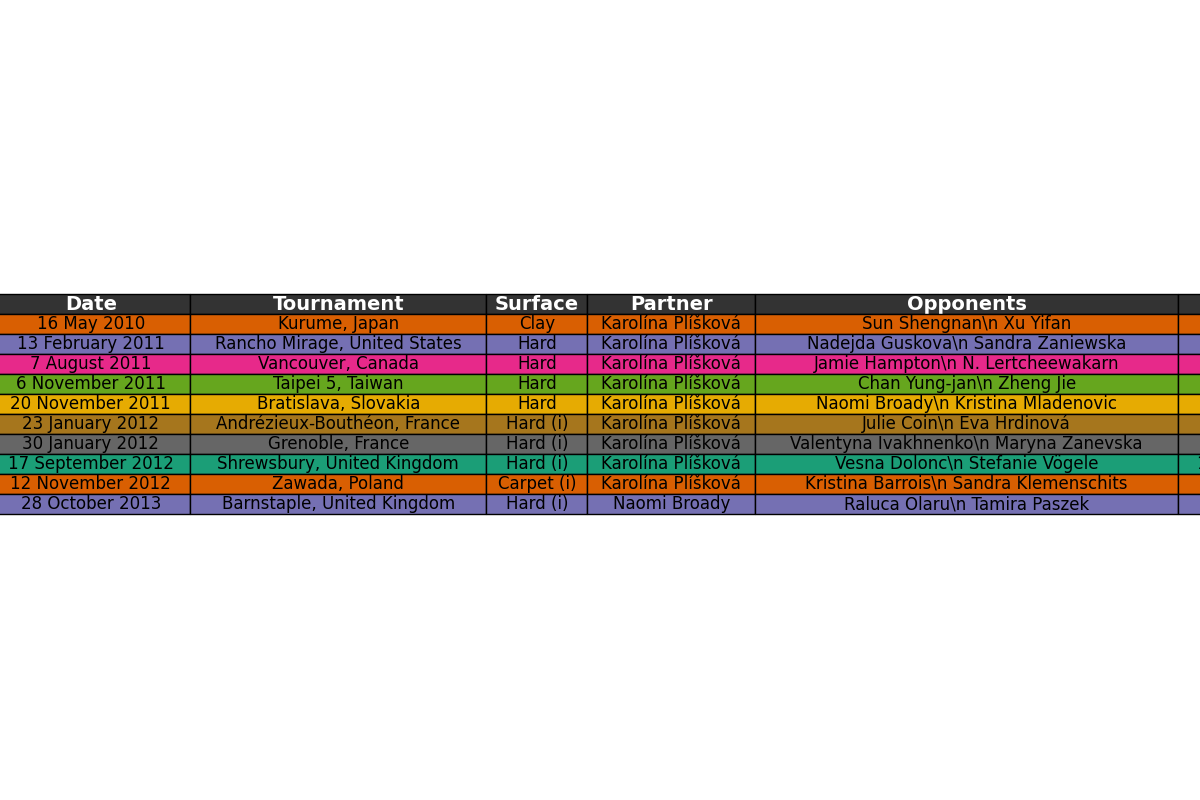 Date Tournament Surface Partner Opponents
16 May 2010 Kurume, Japan Clay Karolína Plíšková Sun Shengnan\n Xu Yifan
13 February 2011 Rancho Mirage, United States Hard Karolína Plíšková Nadejda Guskova\n Sandra Zaniewska
7 August 2011 Vancouver, Canada Hard Karolína Plíšková Jamie Hampton\n N. Lertcheewakarn
6 November 2011 Taipei 5, Taiwan Hard Karolína Plíšková Chan Yung-jan\n Zheng Jie
20 November 2011 Bratislava, Slovakia Hard Karolína Plíšková Naomi Broady\n Kristina Mladenovic
23 January 2012 Andrézieux-Bouthéon, France Hard (i) Karolína Plíšková Julie Coin\n Eva Hrdinová
30 January 2012 Grenoble, France Hard (i) Karolína Plíšková Valentyna Ivakhnenko\n Maryna Zanevska
17 September 2012 Shrewsbury, United Kingdom Hard (i) Karolína Plíšková Vesna Dolonc\n Stefanie Vögele
12 November 2012 Zawada, Poland Carpet (i) Karolína Plíšková Kristina Barrois\n Sandra Klemenschits
28 October 2013 Barnstaple, United Kingdom Hard (i) Naomi Broady Raluca Olaru\n Tamira Paszek